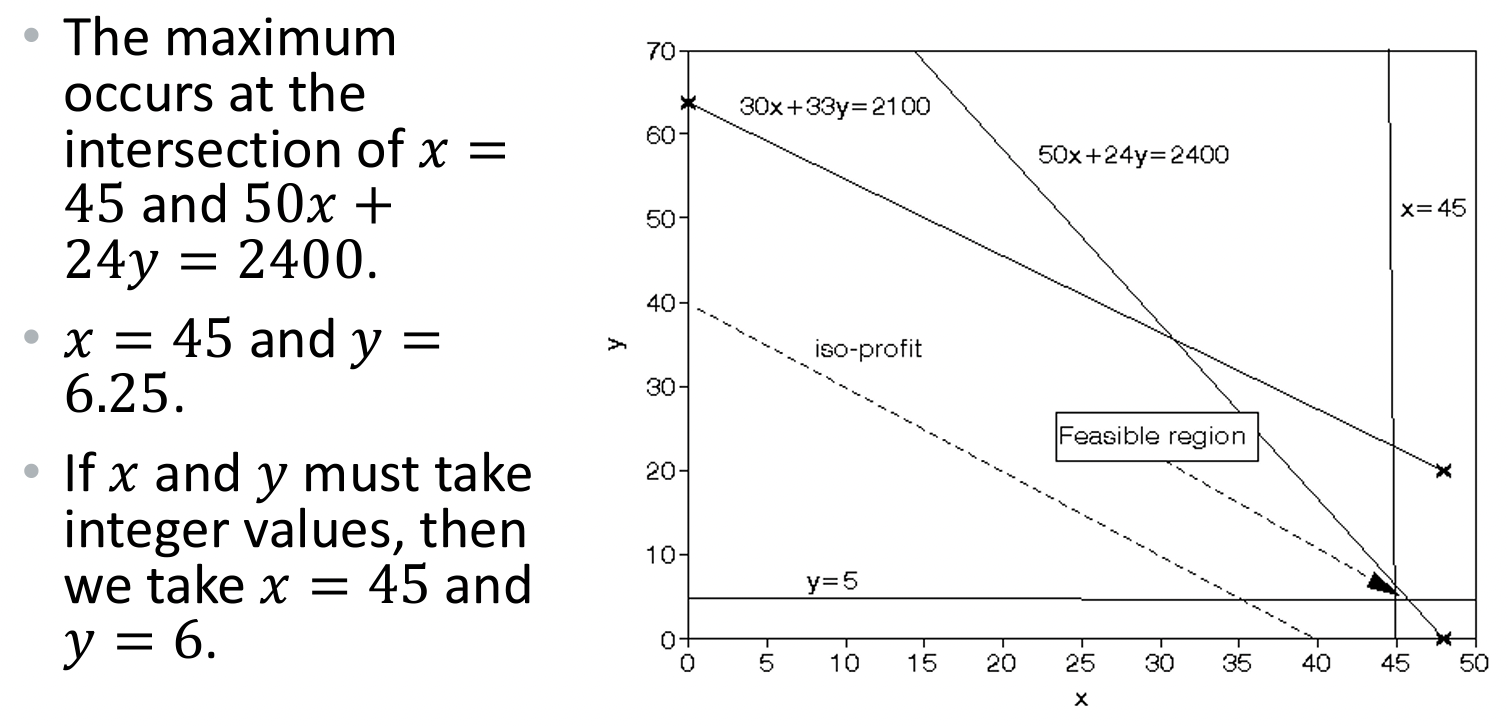 • The maximum
occurs at the
intersection of x =
45 and 50x +
24y = 2400.
• x = 45 and y =
6.25.
• If x and y must take
integer values, then
we take x = 45 and
y = 6.
70
60
50
40
30
20
10
0
y
30x+33y=2100
50x+24y=2400
x=45
iso-profit
Feasible region
y=5
0 5 10 15 20 25 30 35 40 45 50
x